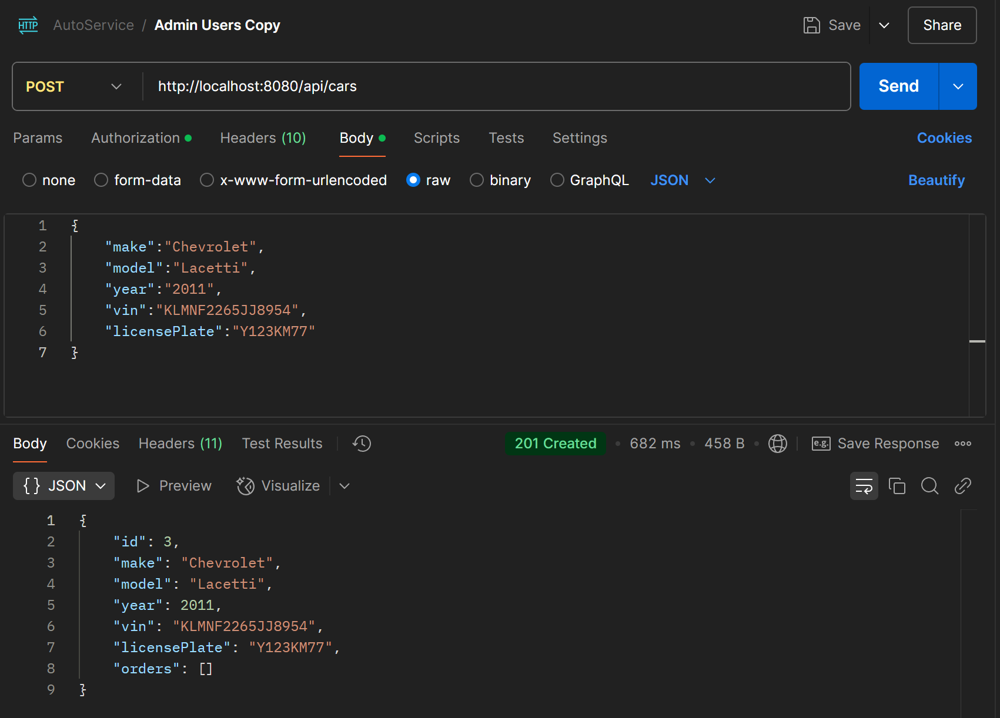 HTTP AutoService / Admin Users Copy Save Share
POST http://localhost:8080/api/cars Send
Params Authorization Headers (10) Body Scripts Tests Settings Cookies
none form-data x-www-form-urlencoded raw binary GraphQL JSON Beautify
1 {
2 "make":"Chevrolet",
3 "model":"Lacetti",
4 "year":"2011",
5 "vin":"KLMNF2265JJ8954",
6 "licensePlate":"Y123KM77"
7 }
Body Cookies Headers (11) Test Results 201 Created • 682 ms • 458 B • e.g. Save Response
{} JSON Preview Visualize
1 {
2 "id": 3,
3 "make": "Chevrolet",
4 "model": "Lacetti",
5 "year": 2011,
6 "vin": "KLMNF2265JJ8954",
7 "licensePlate": "Y123KM77",
8 "orders": []
9 }